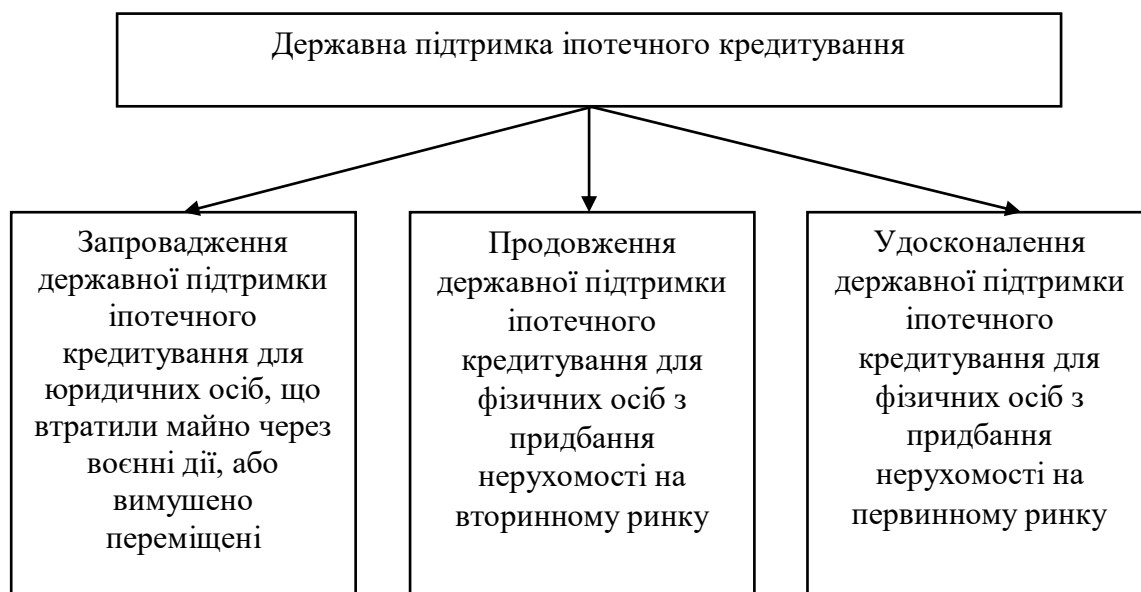 Державна підтримка іпотечного кредитування
Запровадження
державної підтримки
іпотечного
кредитування для
юридичних осіб, що
втратили майно через
воєнні дії, або
вимушено
переміщені
Продовження
державної підтримки
іпотечного
кредитування для
фізичних осіб з
придбання
нерухомості на
вторинному ринку
Удосконалення
державної підтримки
іпотечного
кредитування для
фізичних осіб з
придбання
нерухомості на
первинному ринку